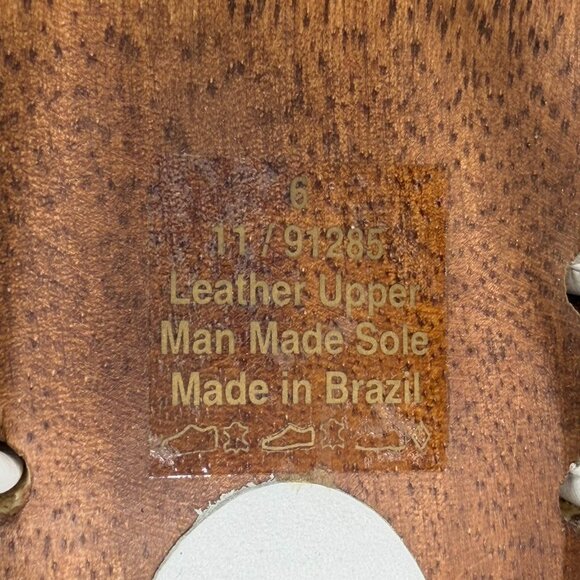 6
11 / 91285
Leather Upper
Man Made Sole
Made in Brazil